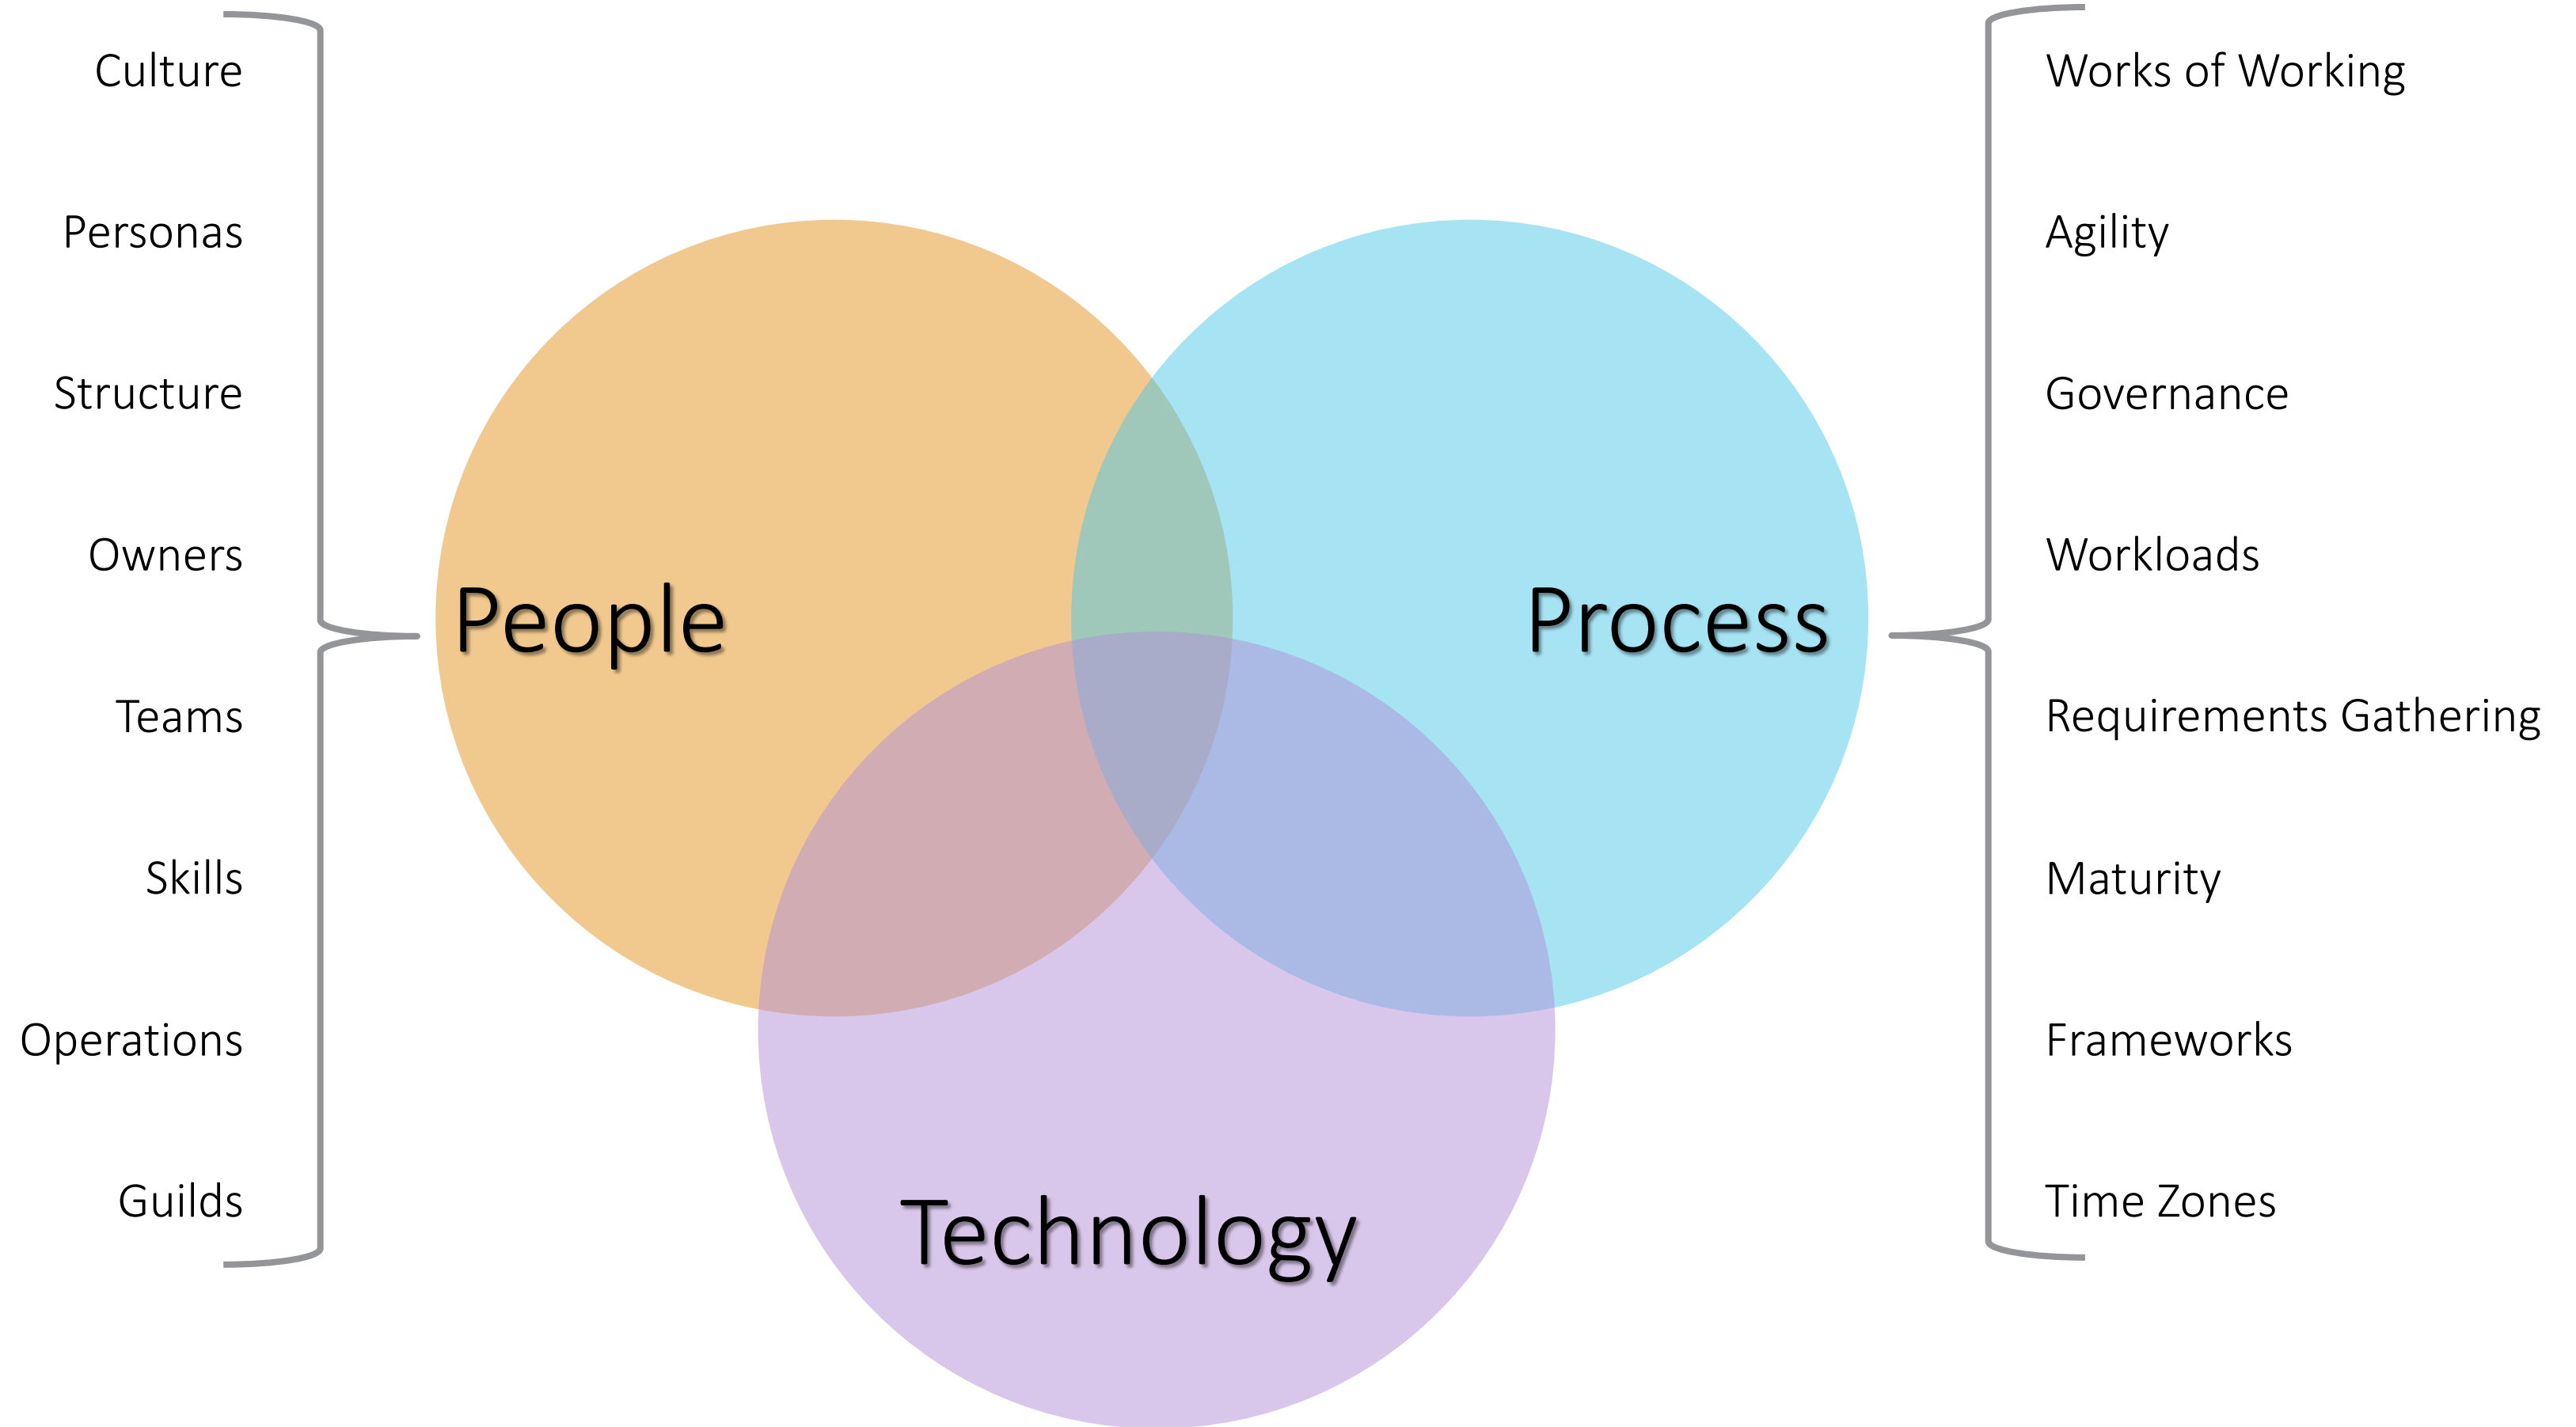 Culture
Personas
Structure
Owners
Teams
Skills
Operations
Guilds
People
Process
Technology
Works of Working
Agility
Governance
Workloads
Requirements Gathering
Maturity
Frameworks
Time Zones